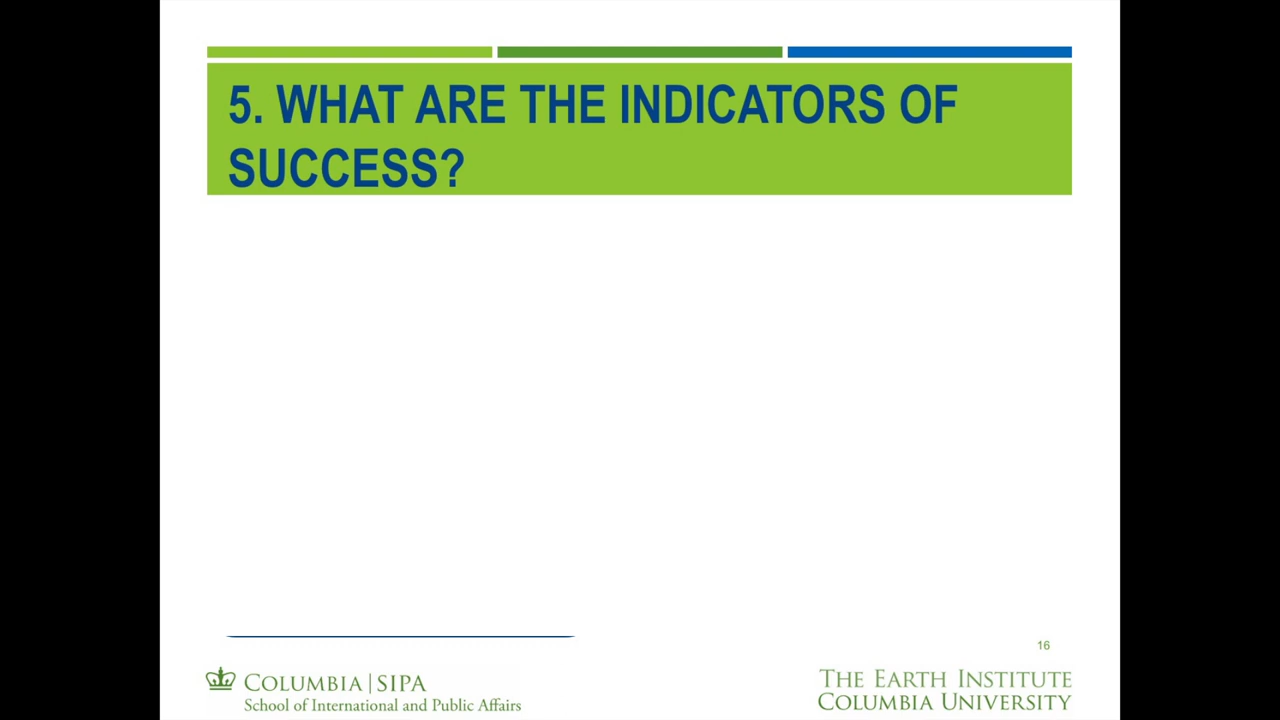 5. WHAT ARE THE INDICATORS OF
SUCCESS?
16
COLUMBIA | SIPA
School of International and Public Affairs
THE EARTH INSTITUTE
COLUMBIA UNIVERSITY